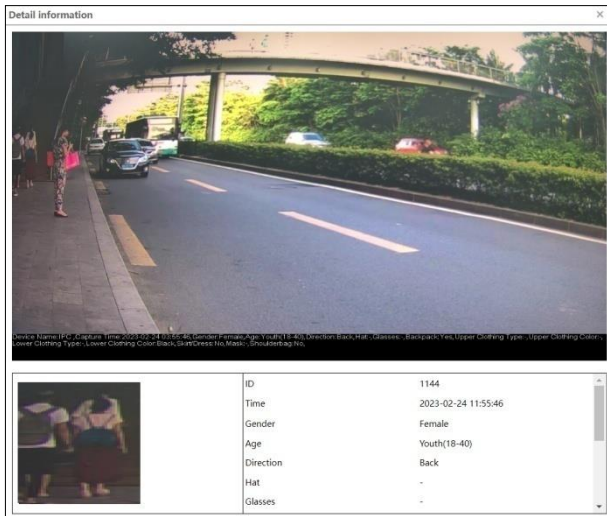 Detail information
Device Name:IPC ,Capture Time:2023-02-24 03:55:46,Gender:Female,Age:Youth(18-40),Direction:Back,Hat:-,Glasses:-,Backpack:Yes,Upper Clothing Type:-,Upper Clothing Color:-,
Lower Clothing Type:-,Lower Clothing Color:Black,Skirt/Dress:No,Mask:-,Shoulderbag:No,
ID 1144
Time 2023-02-24 11:55:46
Gender Female
Age Youth(18-40)
Direction Back
Hat -
Glasses -